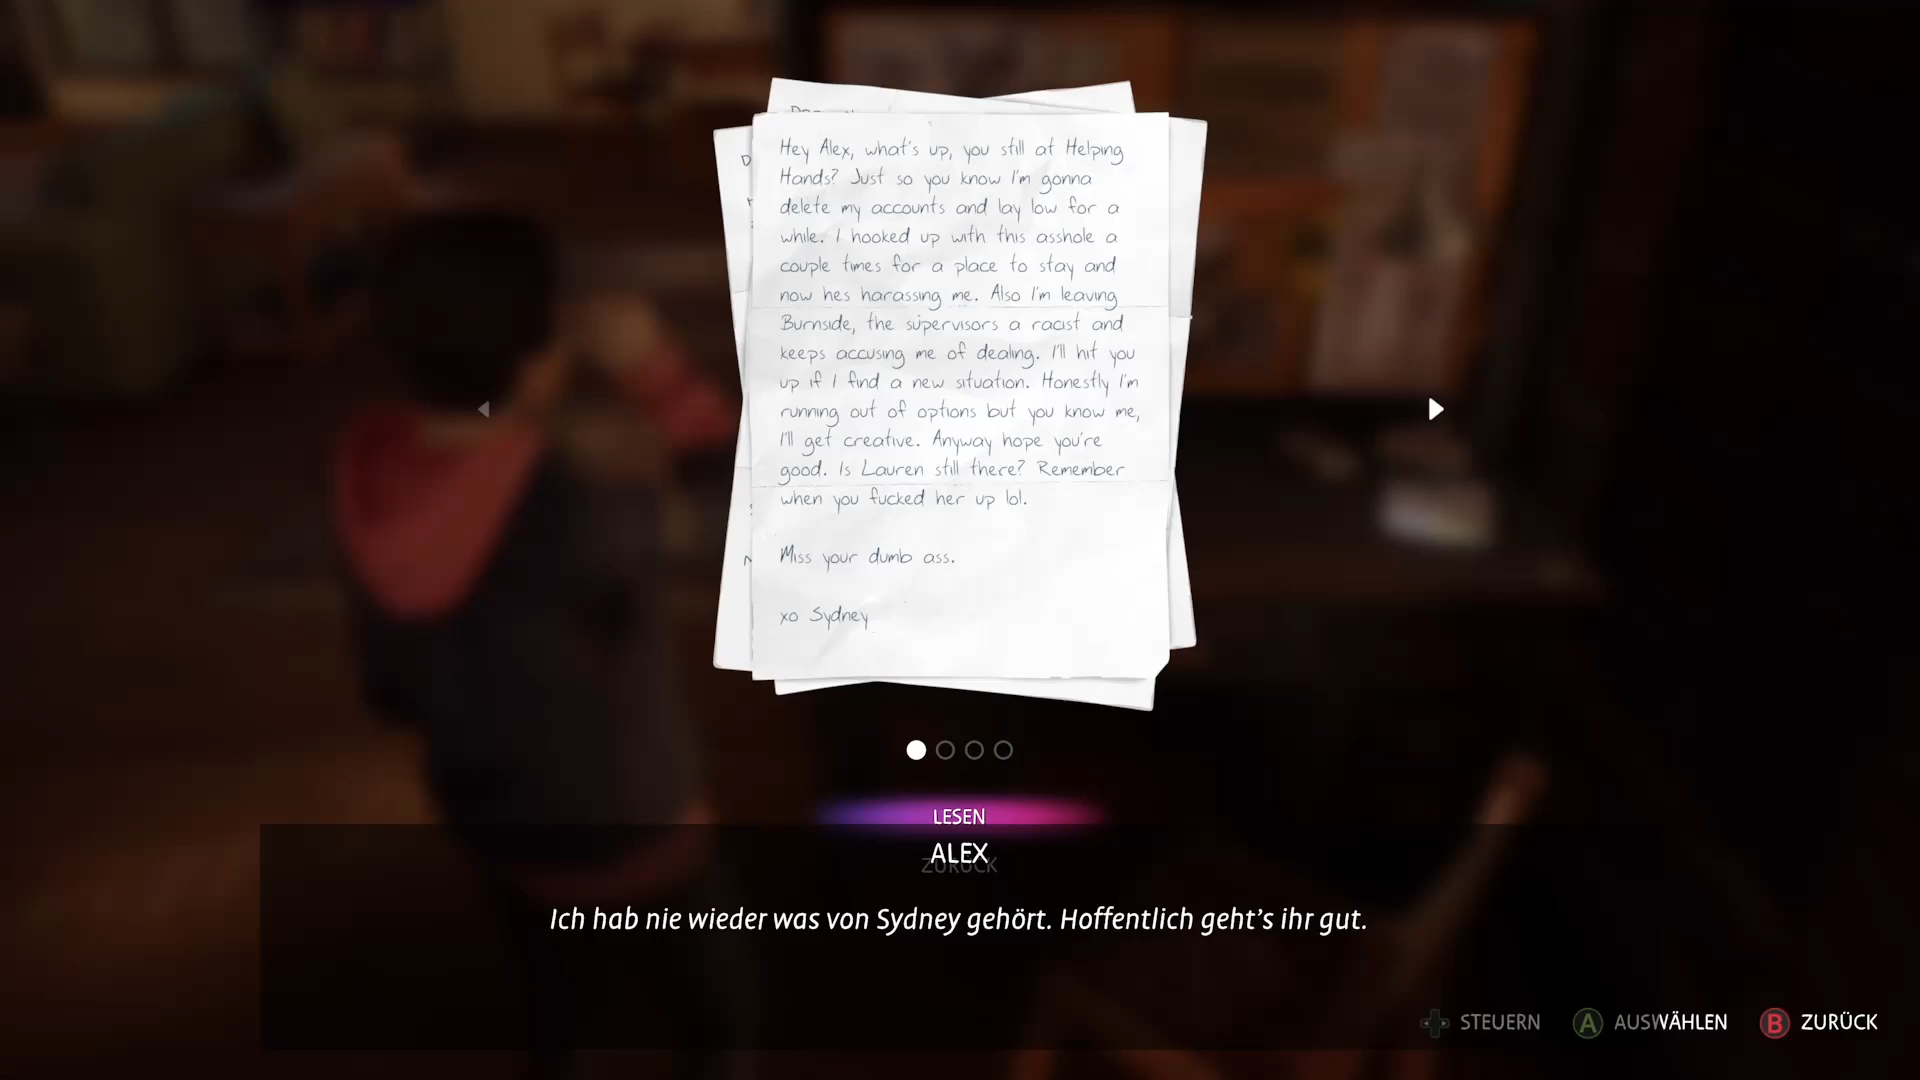 Hey Alex, what's up, you still at Helping
Hands? Just so you know I'm gonna
delete my accounts and lay low for a
while. I hooked up with this asshole a
couple times for a place to stay and
now hes harassing me. Also I'm leaving
Burnside, the supervisors a racist and
keeps accusing me of dealing. I'll hit you
up if I find a new situation. Honestly I'm
running out of options but you know me,
I'll get creative. Anyway hope you're
good. Is Lauren still there? Remember
when you fucked her up lol.
Miss your dumb ass.
xo Sydney
LESEN
ALEX
ZURÜCK
Ich hab nie wieder was von Sydney gehört. Hoffentlich geht's ihr gut.
STEUERN
A AUSWÄHLEN
B ZURÜCK